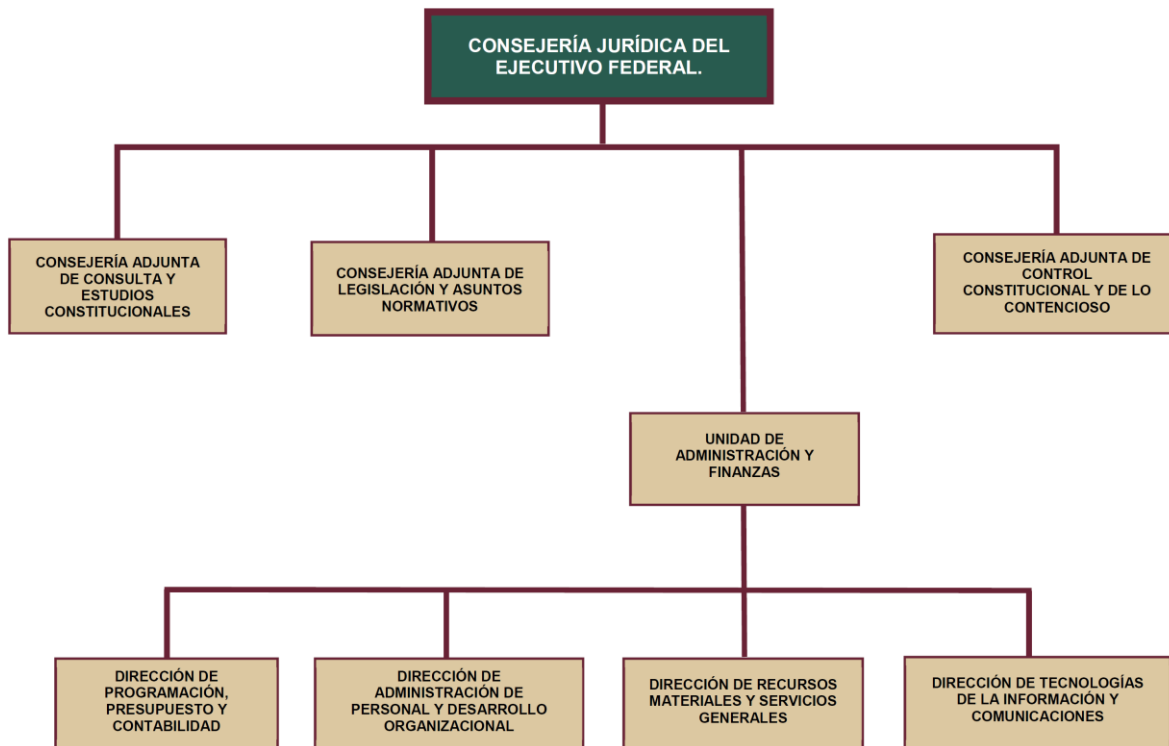 CONSEJERÍA JURÍDICA DEL
EJECUTIVO FEDERAL.
CONSEJERÍA ADJUNTA
DE CONSULTA Y
ESTUDIOS
CONSTITUCIONALES
CONSEJERÍA ADJUNTA DE
LEGISLACIÓN Y ASUNTOS
NORMATIVOS
CONSEJERÍA ADJUNTA DE
CONTROL
CONSTITUCIONAL Y DE LO
CONTENCIOSO
UNIDAD DE
ADMINISTRACIÓN Y
FINANZAS
DIRECCIÓN DE
PROGRAMACIÓN,
PRESUPUESTO Y
CONTABILIDAD
DIRECCIÓN DE
ADMINISTRACIÓN DE
PERSONAL Y DESARROLLO
ORGANIZACIONAL
DIRECCIÓN DE RECURSOS
MATERIALES Y SERVICIOS
GENERALES
DIRECCIÓN DE TECNOLOGÍAS
DE LA INFORMACIÓN Y
COMUNICACIONES